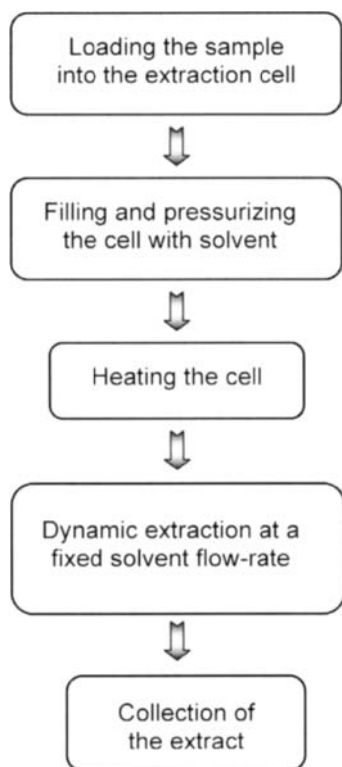 Loading the sample
into the extraction cell
Filling and pressurizing
the cell with solvent
Heating the cell
Dynamic extraction at a
fixed solvent flow-rate
Collection of
the extract